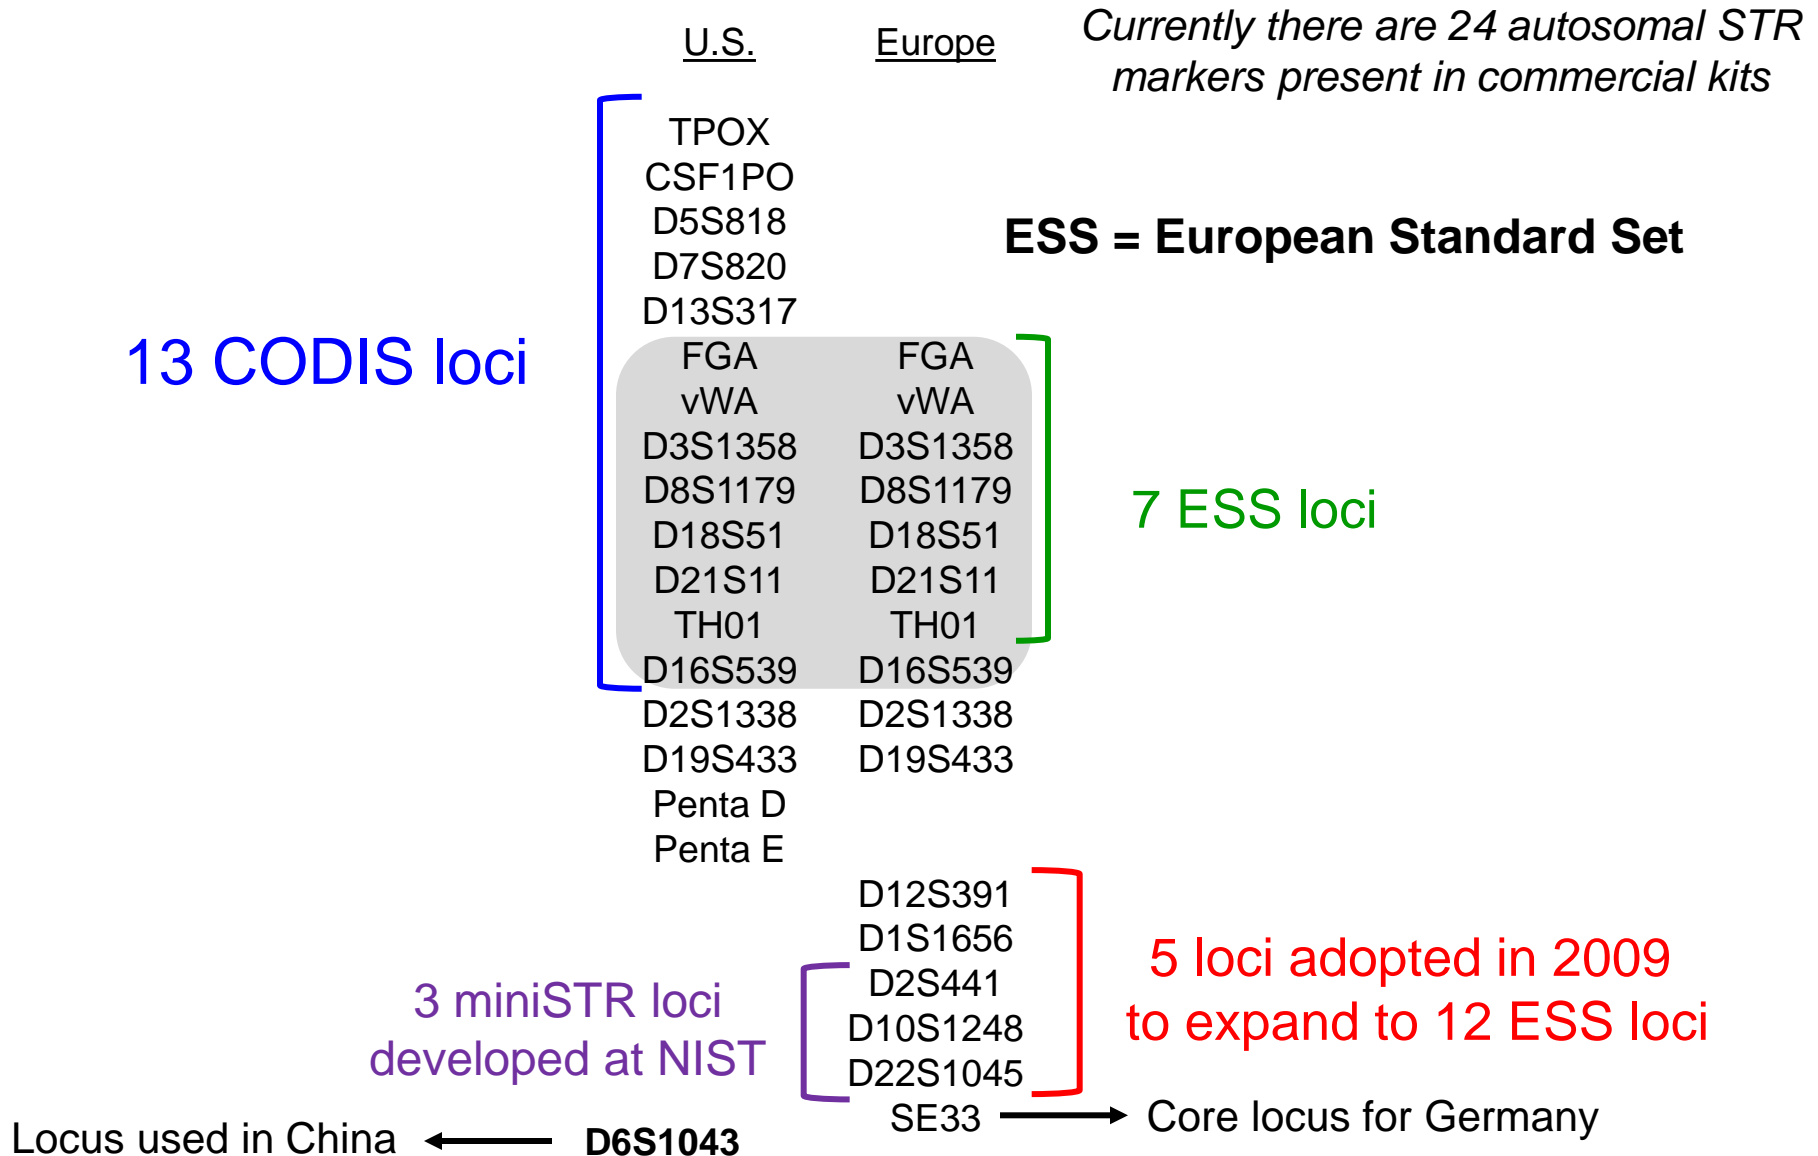 U.S.
Europe
Currently there are 24 autosomal STR
markers present in commercial kits
TPOX
CSF1PO
D5S818
ESS = European Standard Set
D7S820
D13S317
13 CODIS loci
FGA FGA
vWA vWA
D3S1358 D3S1358
D8S1179 D8S1179
7 ESS loci
D18S51 D18S51
D21S11 D21S11
TH01 TH01
D16S539 D16S539
D2S1338 D2S1338
D19S433 D19S433
Penta D
Penta E
D12S391
D1S1656
D2S441
D10S1248
D22S1045
5 loci adopted in 2009
to expand to 12 ESS loci
3 miniSTR loci
developed at NIST
SE33 Core locus for Germany
Locus used in China D6S1043